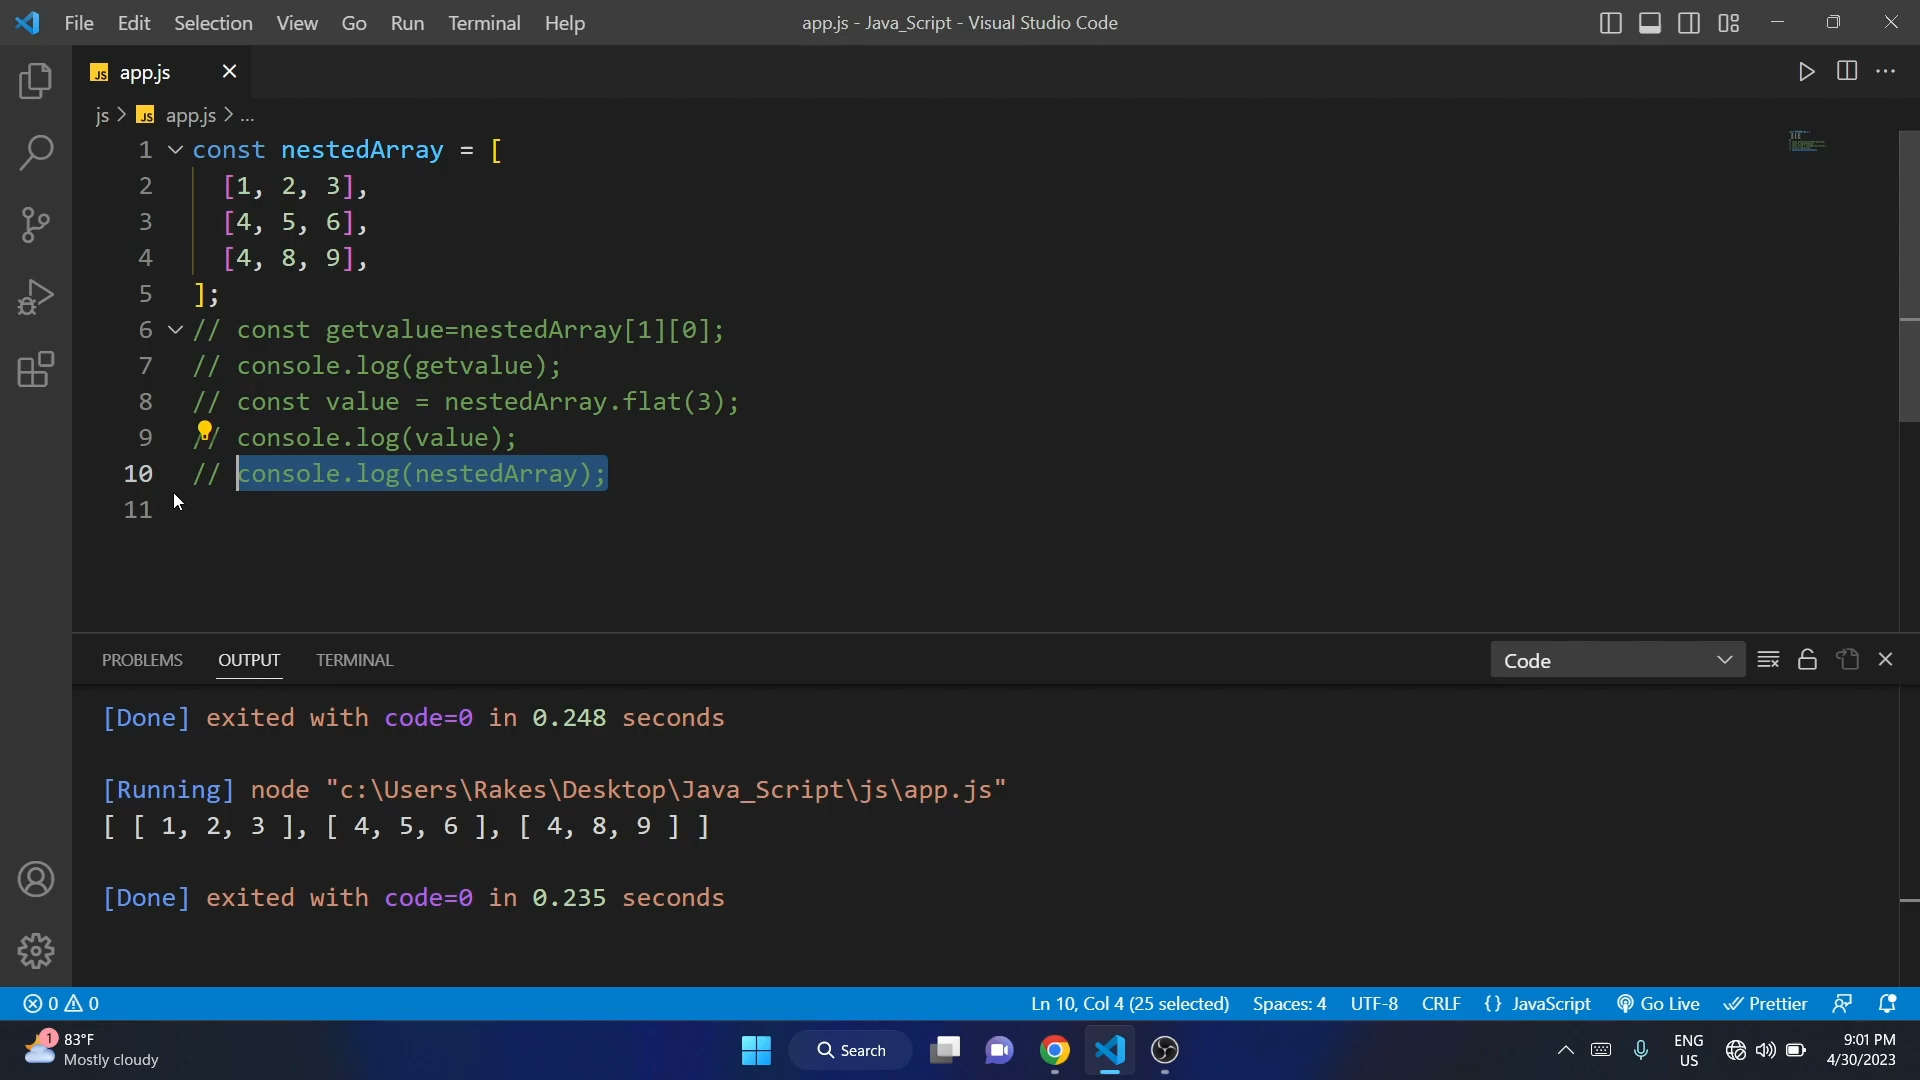 File Edit Selection View Go Run Terminal Help
app.js - Java_Script - Visual Studio Code
JS app.js
js > JS app.js > ...
1 const nestedArray = [
2 [1, 2, 3],
3 [4, 5, 6],
4 [4, 8, 9],
5 ];
6 // const getvalue=nestedArray[1][0];
7 // console.log(getvalue);
8 // const value = nestedArray.flat(3);
9 // console.log(value);
10 // console.log(nestedArray);
11
PROBLEMS OUTPUT TERMINAL
Code
[Done] exited with code=0 in 0.248 seconds
[Running] node "c:\Users\Rakes\Desktop\Java_Script\js\app.js"
[ [ 1, 2, 3 ], [ 4, 5, 6 ], [ 4, 8, 9 ] ]
[Done] exited with code=0 in 0.235 seconds
0 0
Ln 10, Col 4 (25 selected) Spaces: 4 UTF-8 CRLF {} JavaScript Go Live Prettier
1 83°F
Mostly cloudy
Search
ENG
US
9:01 PM
4/30/2023